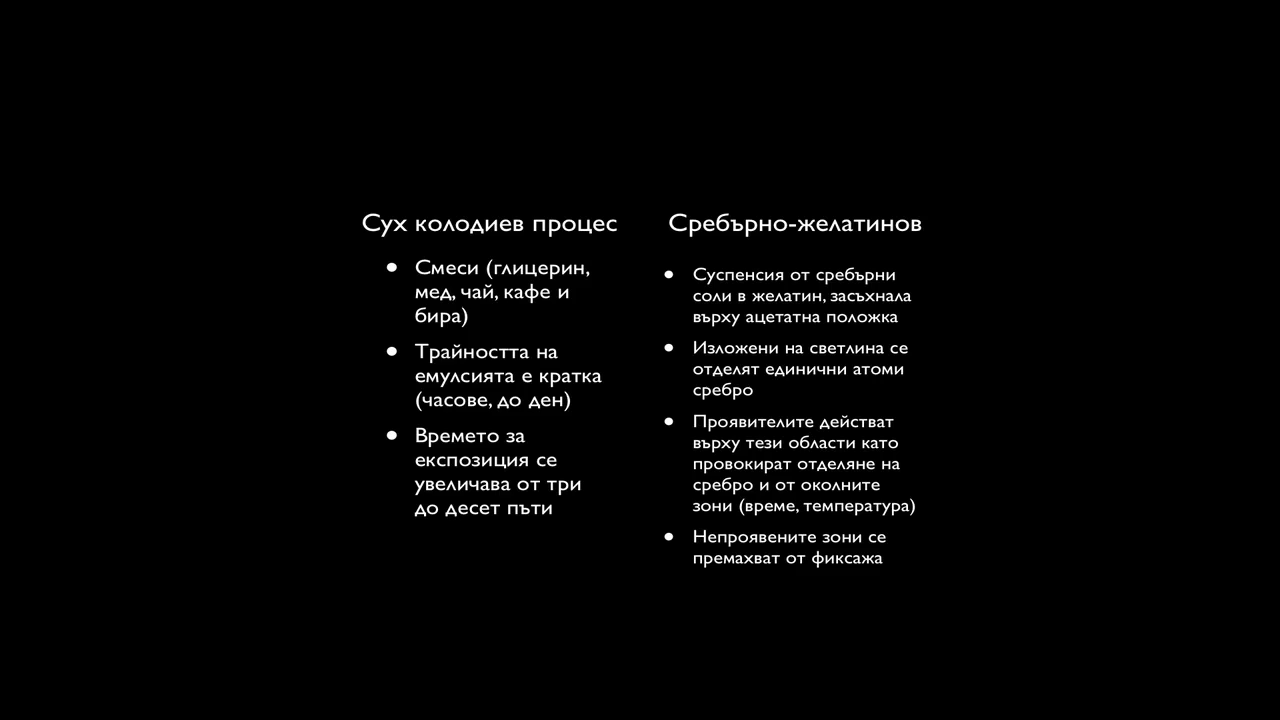 Сух колодиев процес
Смеси (глицерин,
мед, чай, кафе и
бира)
Трайността на
емулсията е кратка
(часове, до ден)
Времето за
експозиция се
увеличава от три
до десет пъти
Сребърно-желатинов
Суспенсия от сребърни
соли в желатин, засъхнала
върху ацетатна положка
Изложени на светлина се
отделят единични атоми
сребро
Проявителите действат
върху тези области като
провокират отделяне на
сребро и от околните
зони (време, температура)
Непроявените зони се
премахват от фиксажа